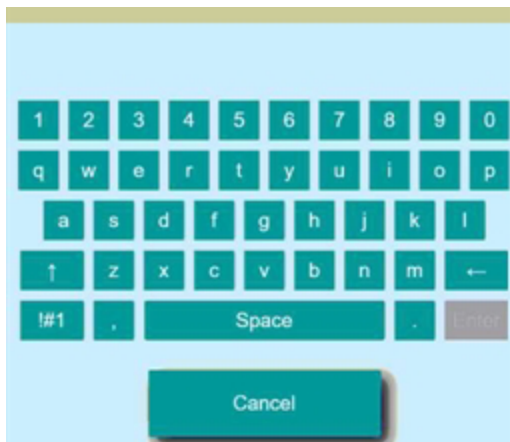 1 2 3 4 5 6 7 8 9 0
q w e r t y u i o p
a s d f g h j k l
↑ z x c v b n m ←
!#1 , Space . Enter
Cancel